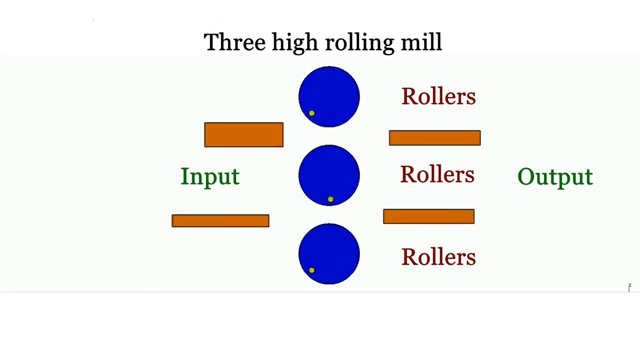 Three high rolling mill
Rollers
Input
Rollers
Output
Rollers